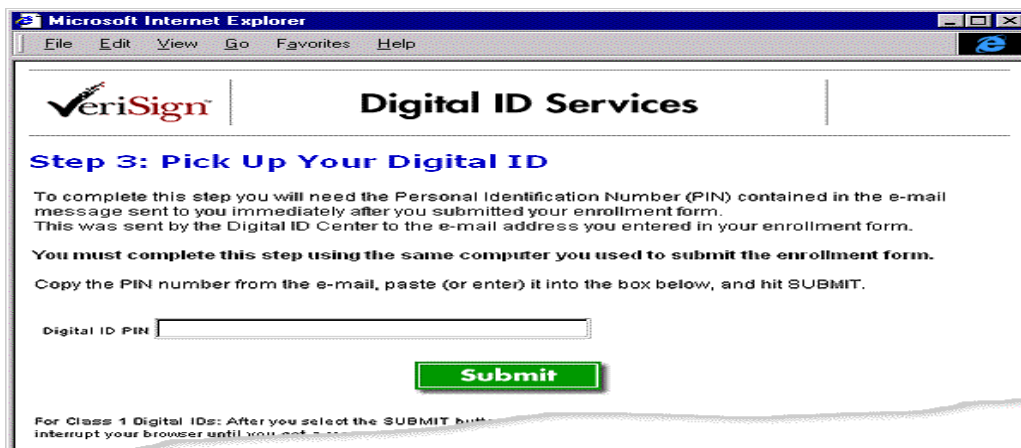 Microsoft Internet Explorer
File Edit View Go Favorites Help
VeriSign Digital ID Services
Step 3: Pick Up Your Digital ID
To complete this step you will need the Personal Identification Number (PIN) contained in the e-mail
message sent to you immediately after you submitted your enrollment form.
This was sent by the Digital ID Center to the e-mail address you entered in your enrollment form.
You must complete this step using the same computer you used to submit the enrollment form.
Copy the PIN number from the e-mail, paste (or enter) it into the box below, and hit SUBMIT.
Digital ID PIN
Submit
For Class 1 Digital IDs: After you select the SUBMIT
interrupt your browser until you